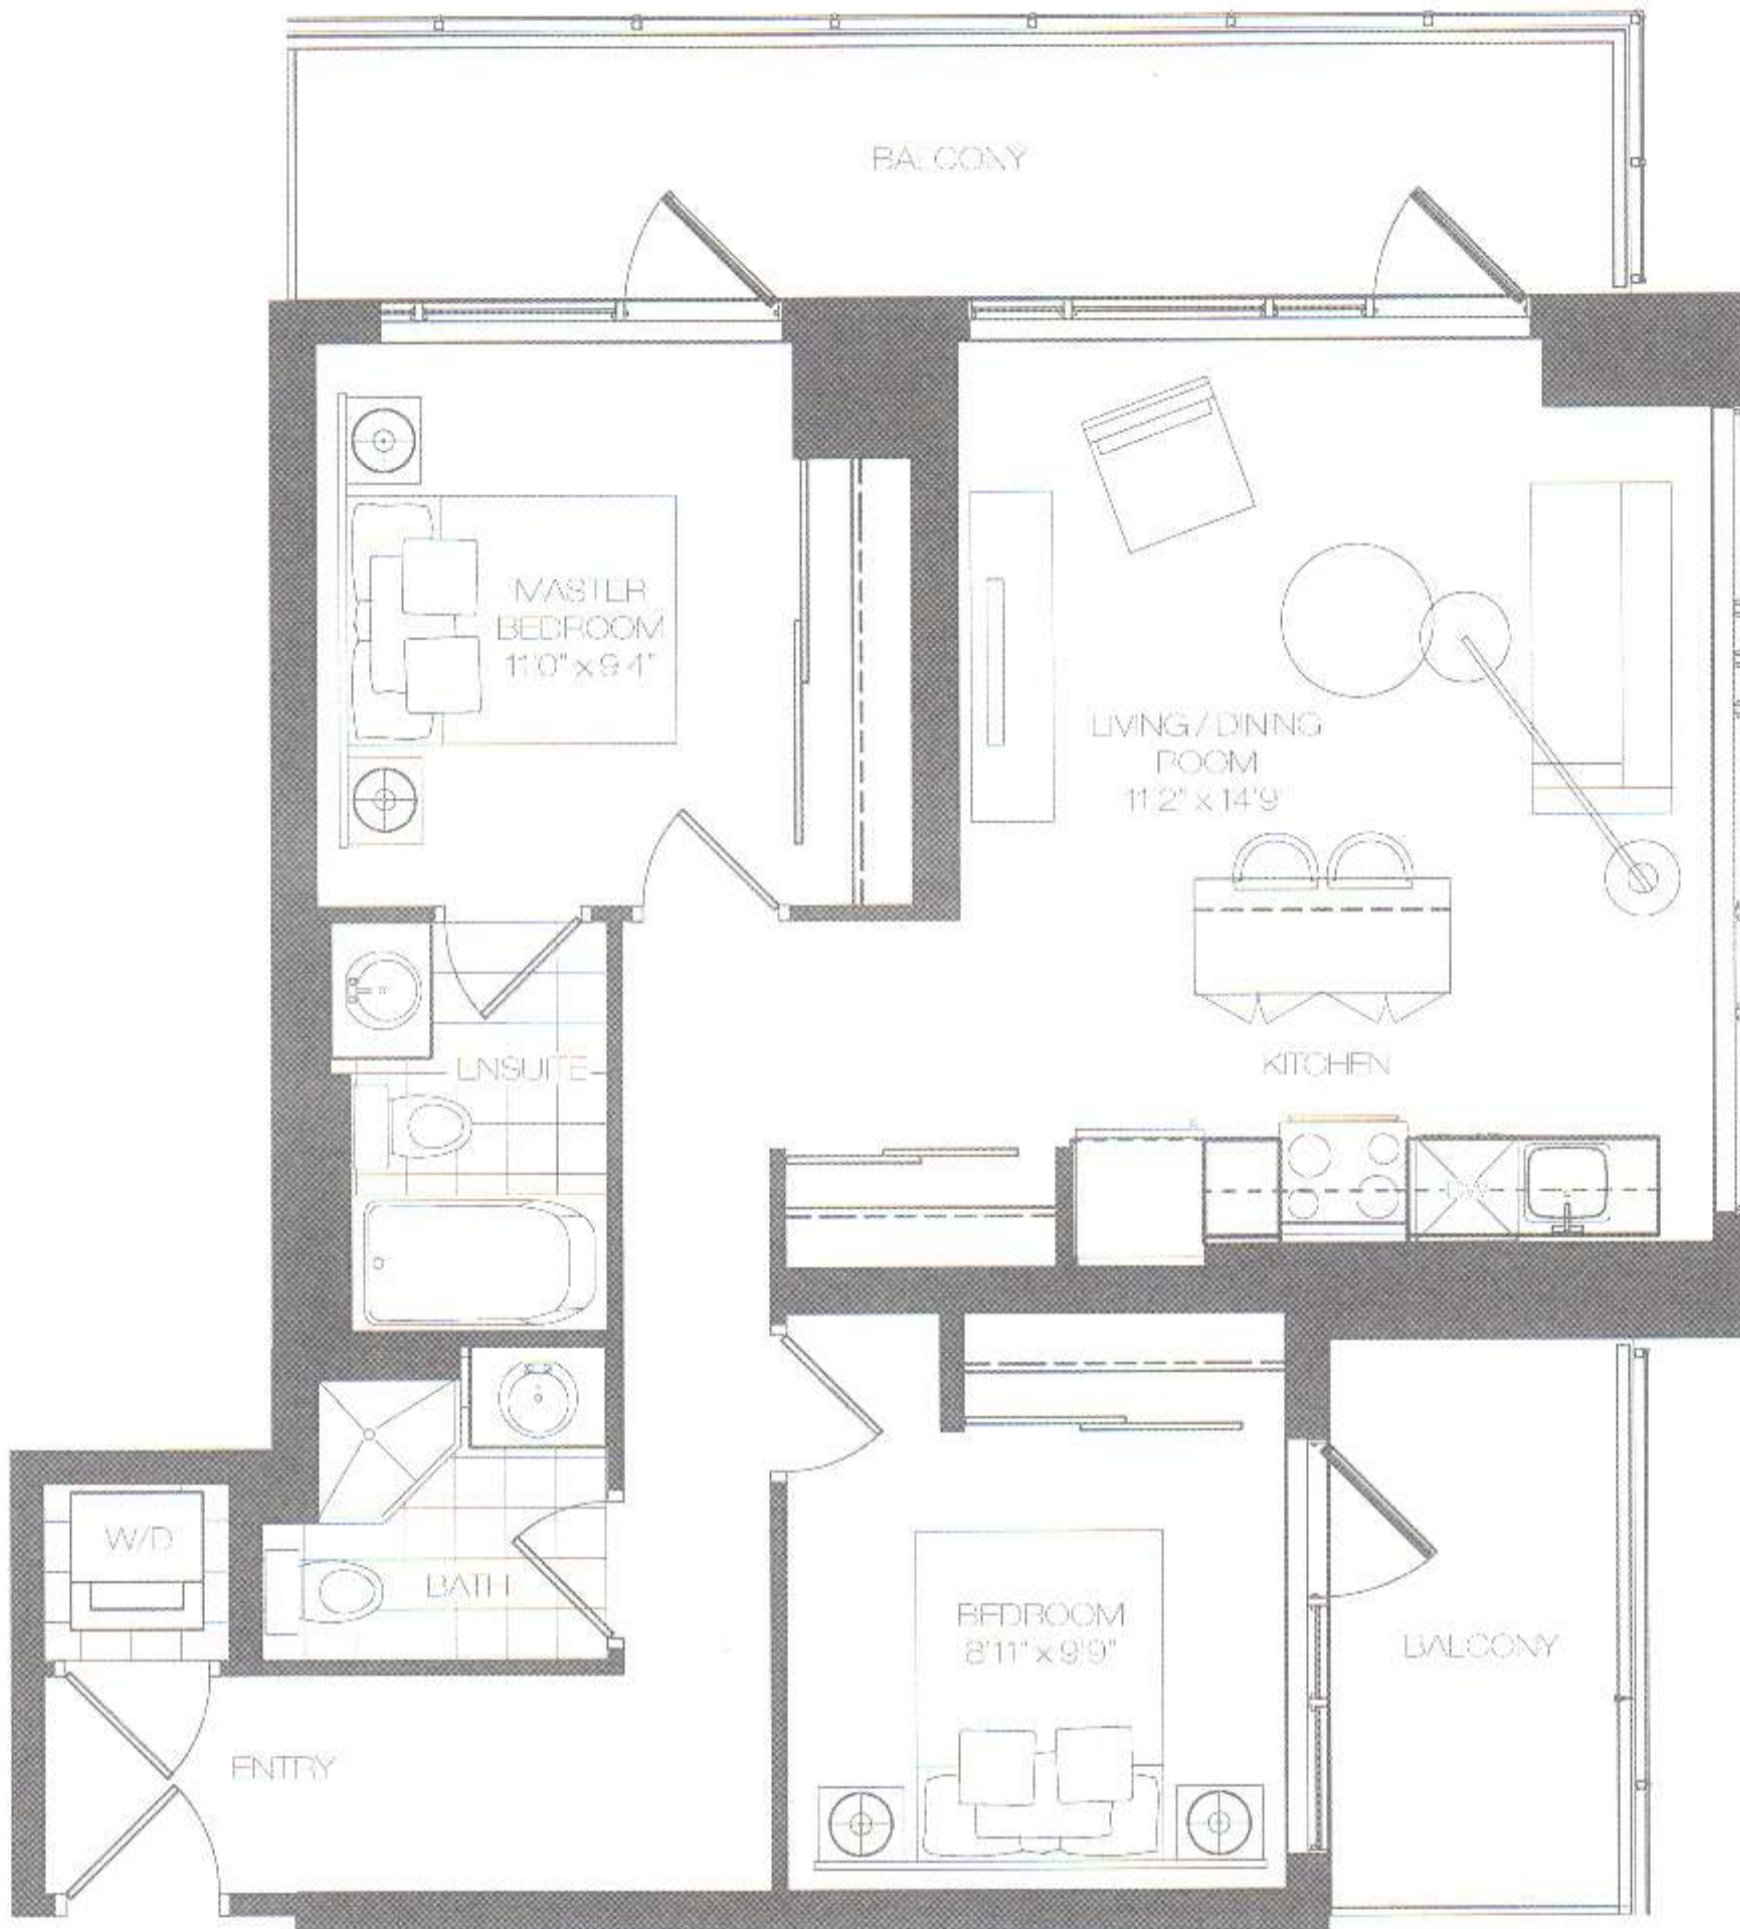 BALCONY
MASTER
BEDROOM
11'0" x 9'4"
LIVING / DINING
ROOM
11'2" x 14'9"
ENSUITE
KITCHEN
DW
W/D
BATH
BEDROOM
8'11" x 9'9"
BALCONY
ENTRY